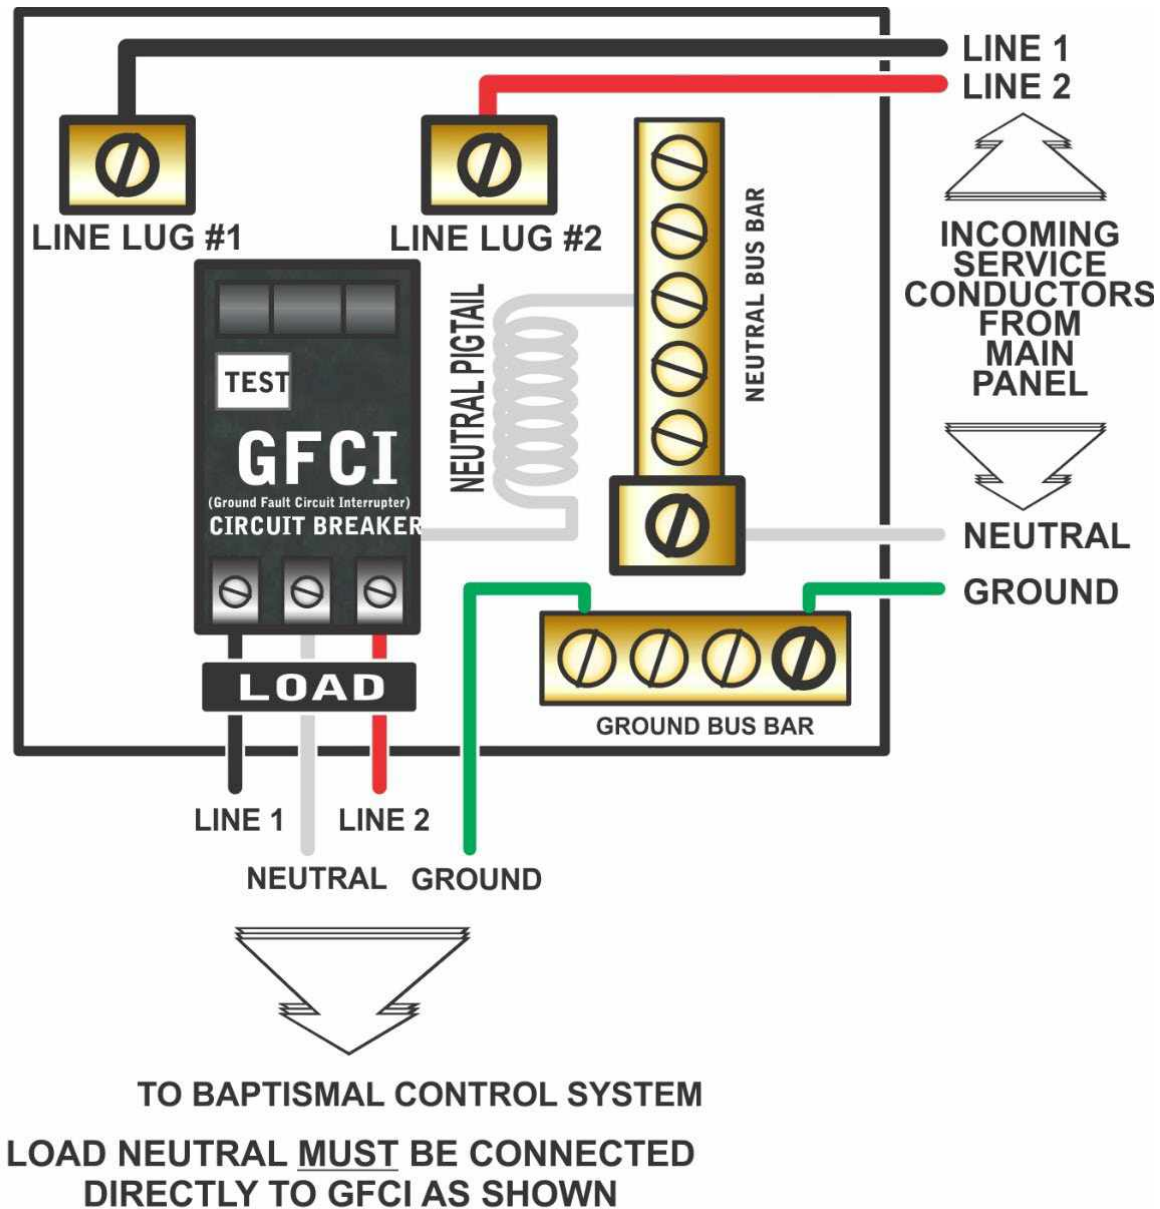 LINE 1
LINE 2
LINE LUG #1
LINE LUG #2
NEUTRAL BUS BAR
INCOMING
SERVICE
CONDUCTORS
FROM
MAIN
PANEL
NEUTRAL PIGTAIL
TEST
GFCI
(Ground Fault Circuit Interrupter)
CIRCUIT BREAKER
NEUTRAL
GROUND
LOAD
GROUND BUS BAR
LINE 1
LINE 2
NEUTRAL
GROUND
TO BAPTISMAL CONTROL SYSTEM
LOAD NEUTRAL MUST BE CONNECTED
DIRECTLY TO GFCI AS SHOWN